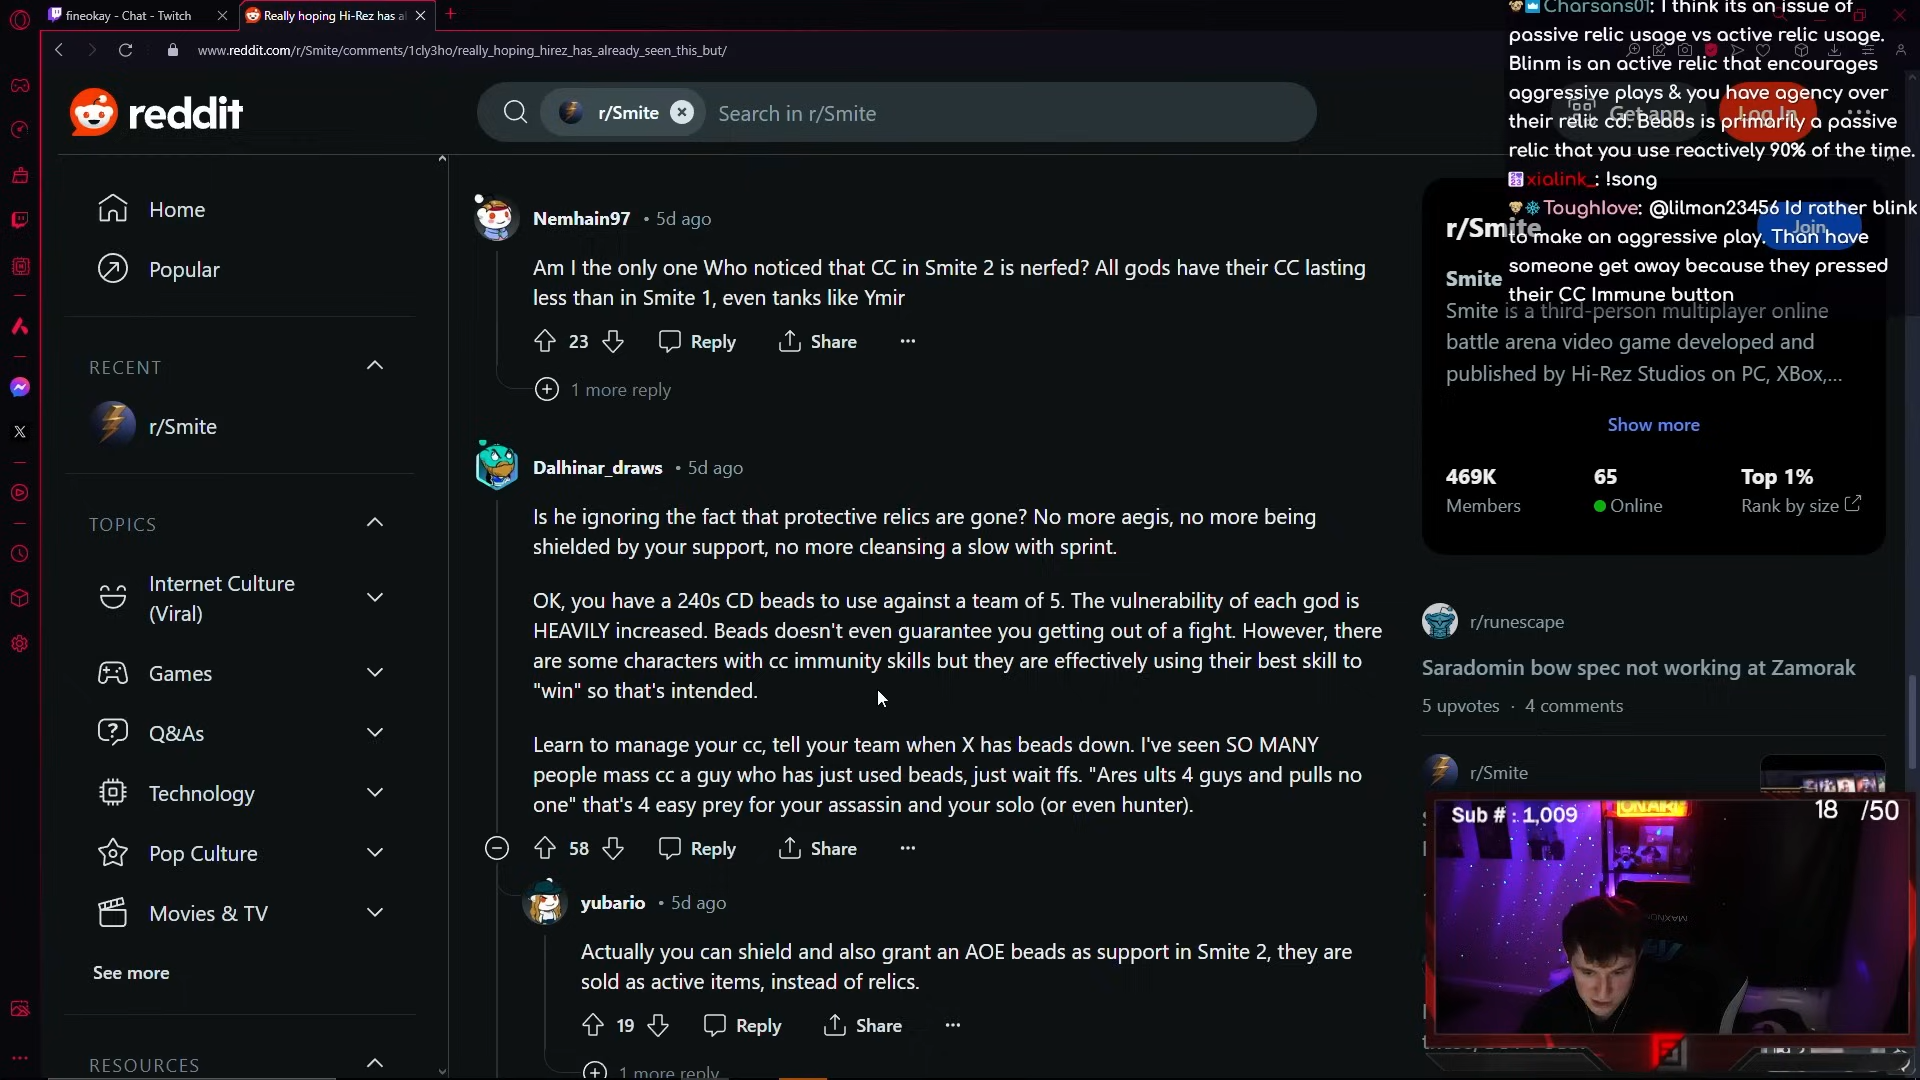 fineokay - Chat - Twitch
Really hoping Hi-Rez has a
www.reddit.com/r/Smite/comments/1cly3ho/really_hoping_hirez_has_already_seen_this_but/
reddit
r/Smite
Search in r/Smite
Get app
Log In
Charsans01: I think its an issue of
passive relic usage vs active relic usage.
Blinm is an active relic that encourages
aggressive plays & you have agency over
their relic cd. Beads is primarily a passive
relic that you use reactively 90% of the time.
xialink_: !song
Toughlove: @lilman23456 Id rather blink
to make an aggressive play. Than have
someone get away because they pressed
their CC Immune button
Home
Popular
RECENT
r/Smite
TOPICS
Internet Culture
(Viral)
Games
Q&As
Technology
Pop Culture
Movies & TV
See more
RESOURCES
Nemhain97 • 5d ago
Am I the only one Who noticed that CC in Smite 2 is nerfed? All gods have their CC lasting
less than in Smite 1, even tanks like Ymir
23 Reply Share
1 more reply
Dalhinar_draws • 5d ago
Is he ignoring the fact that protective relics are gone? No more aegis, no more being
shielded by your support, no more cleansing a slow with sprint.
OK, you have a 240s CD beads to use against a team of 5. The vulnerability of each god is
HEAVILY increased. Beads doesn't even guarantee you getting out of a fight. However, there
are some characters with cc immunity skills but they are effectively using their best skill to
"win" so that's intended.
Learn to manage your cc, tell your team when X has beads down. I've seen SO MANY
people mass cc a guy who has just used beads, just wait ffs. "Ares ults 4 guys and pulls no
one" that's 4 easy prey for your assassin and your solo (or even hunter).
58 Reply Share
yubario • 5d ago
Actually you can shield and also grant an AOE beads as support in Smite 2, they are
sold as active items, instead of relics.
19 Reply Share
1 more reply
r/Smite
Join
Smite
Smite is a third-person multiplayer online
battle arena video game developed and
published by Hi-Rez Studios on PC, XBox,...
Show more
469K 65 Top 1%
Members Online Rank by size
r/runescape
Saradomin bow spec not working at Zamorak
5 upvotes · 4 comments
r/Smite
Sub # : 1,009
18 /50